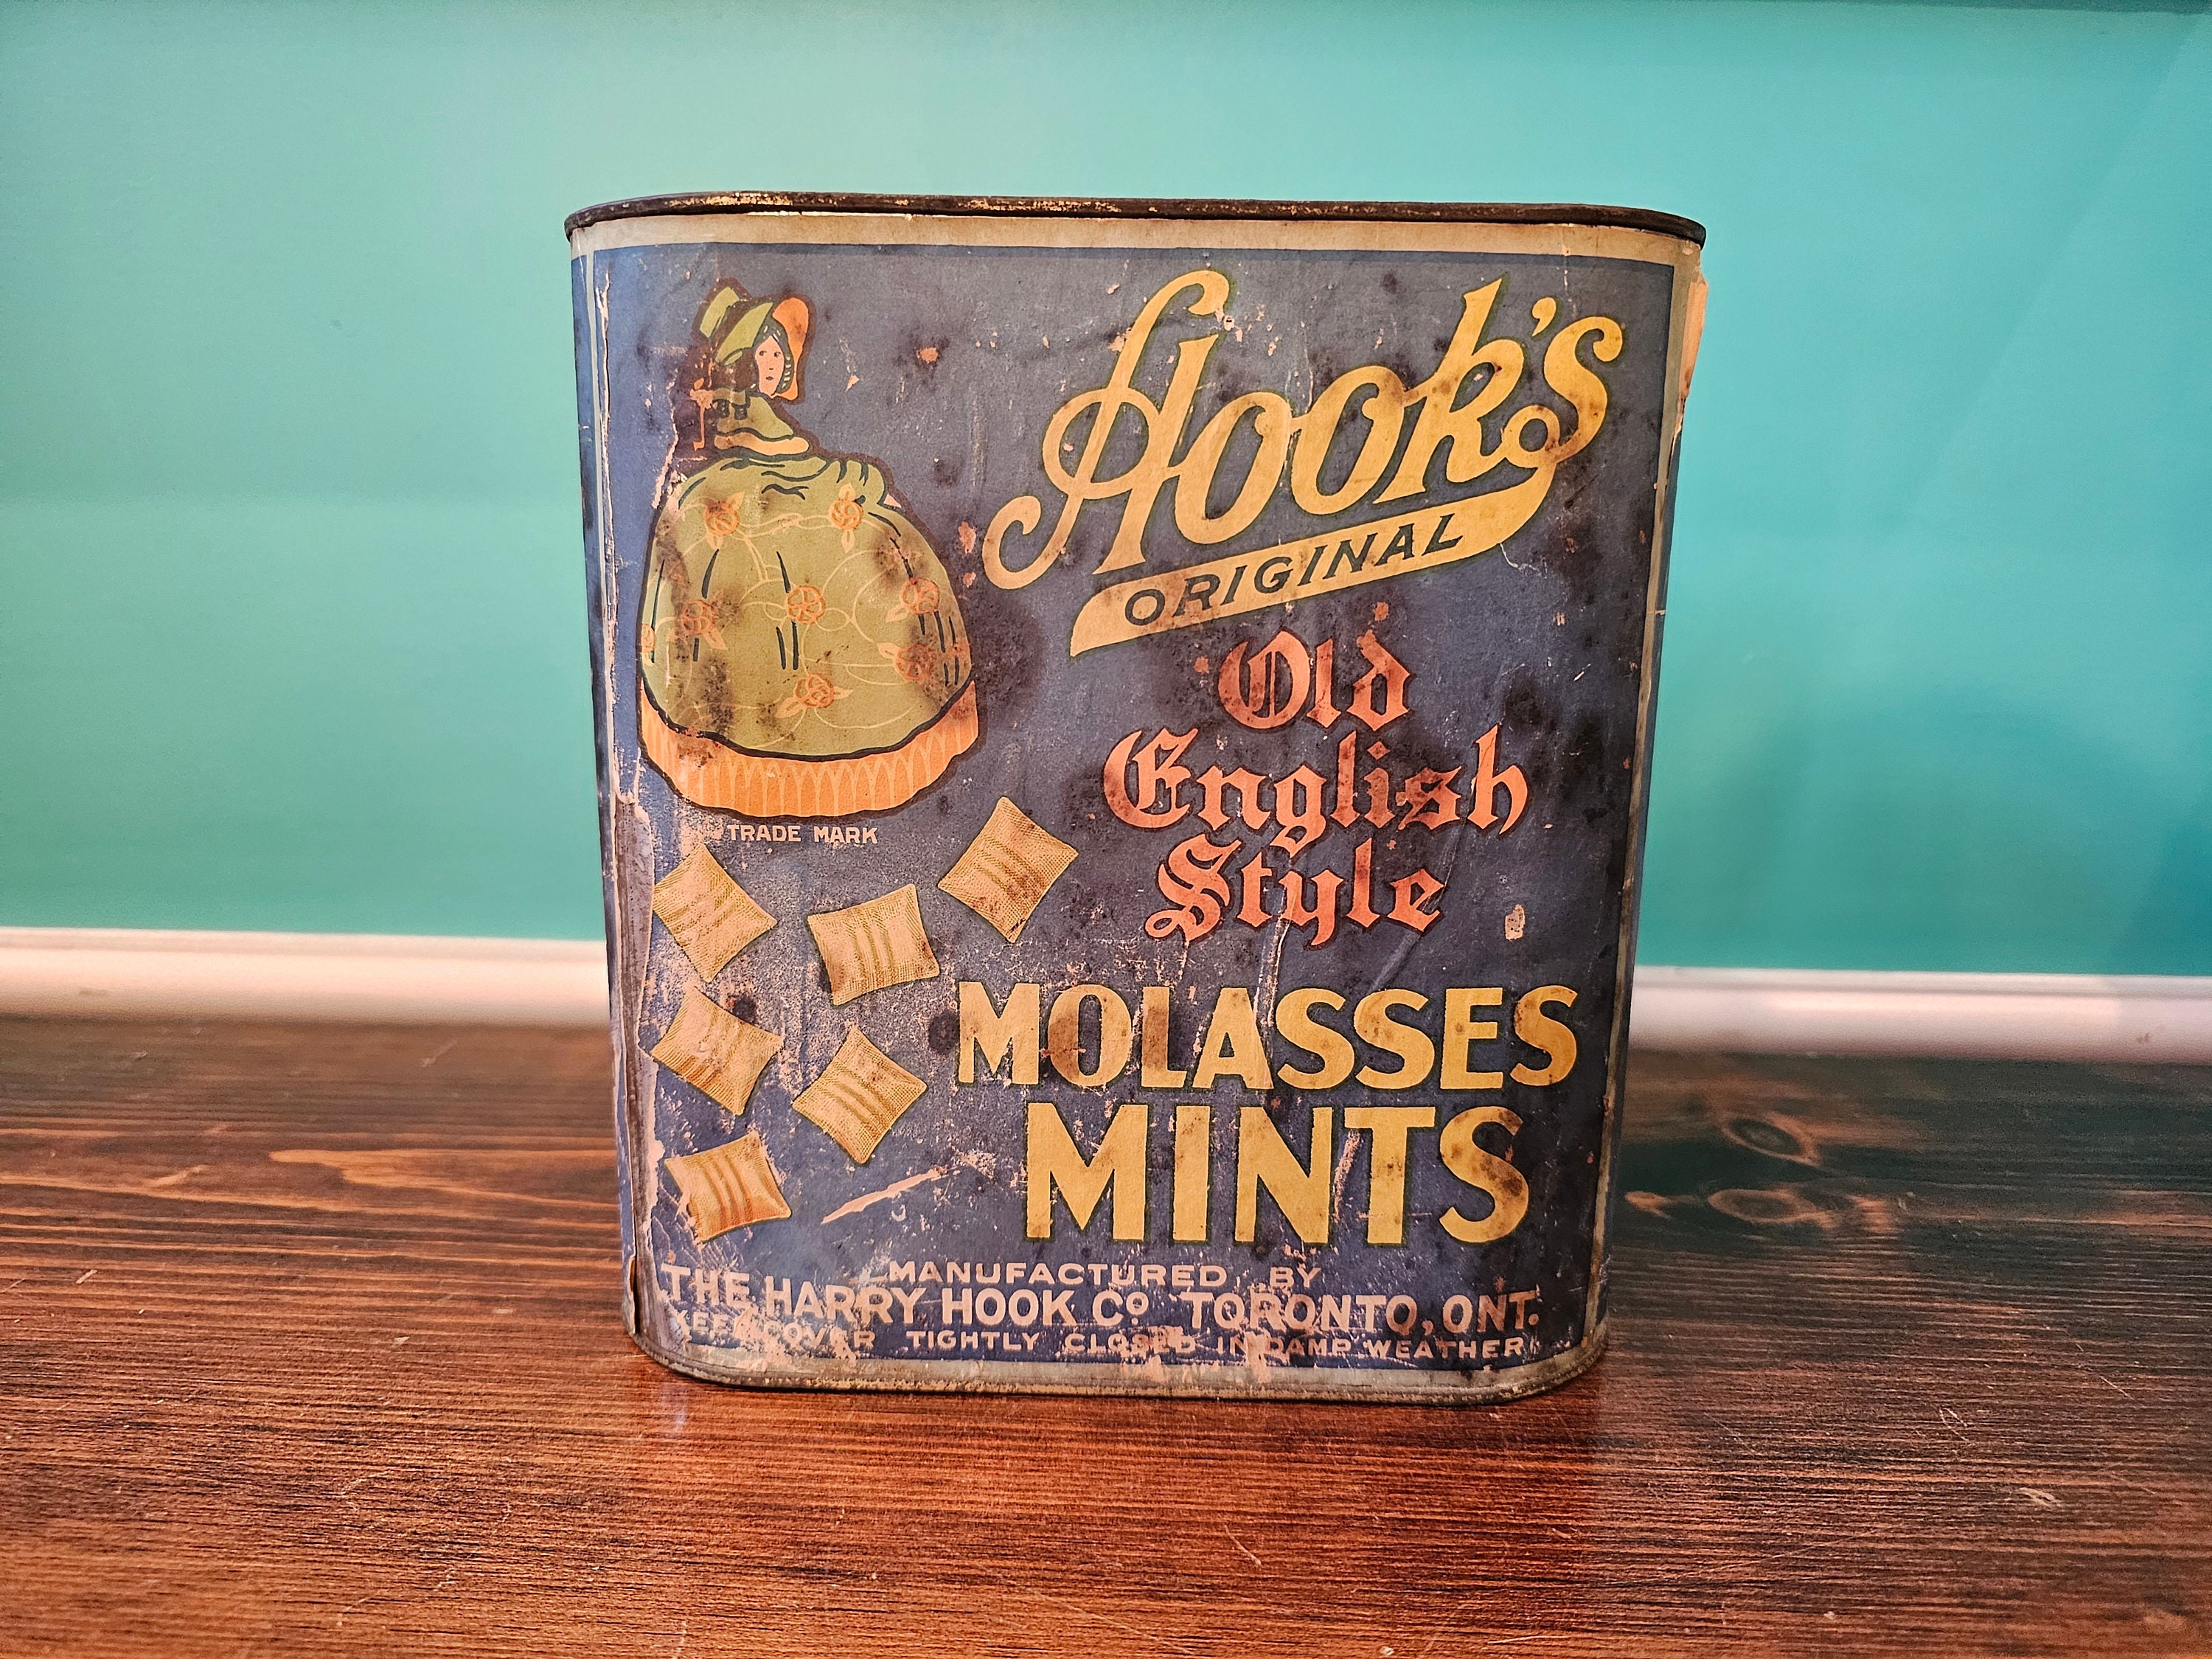 Hook's
ORIGINAL
Old
English
Style
TRADE MARK
MOLASSES
MINTS
MANUFACTURED BY
THE HARRY HOOK Cº TORONTO, ONT.
KEEP COVER TIGHTLY CLOSED IN DAMP WEATHER